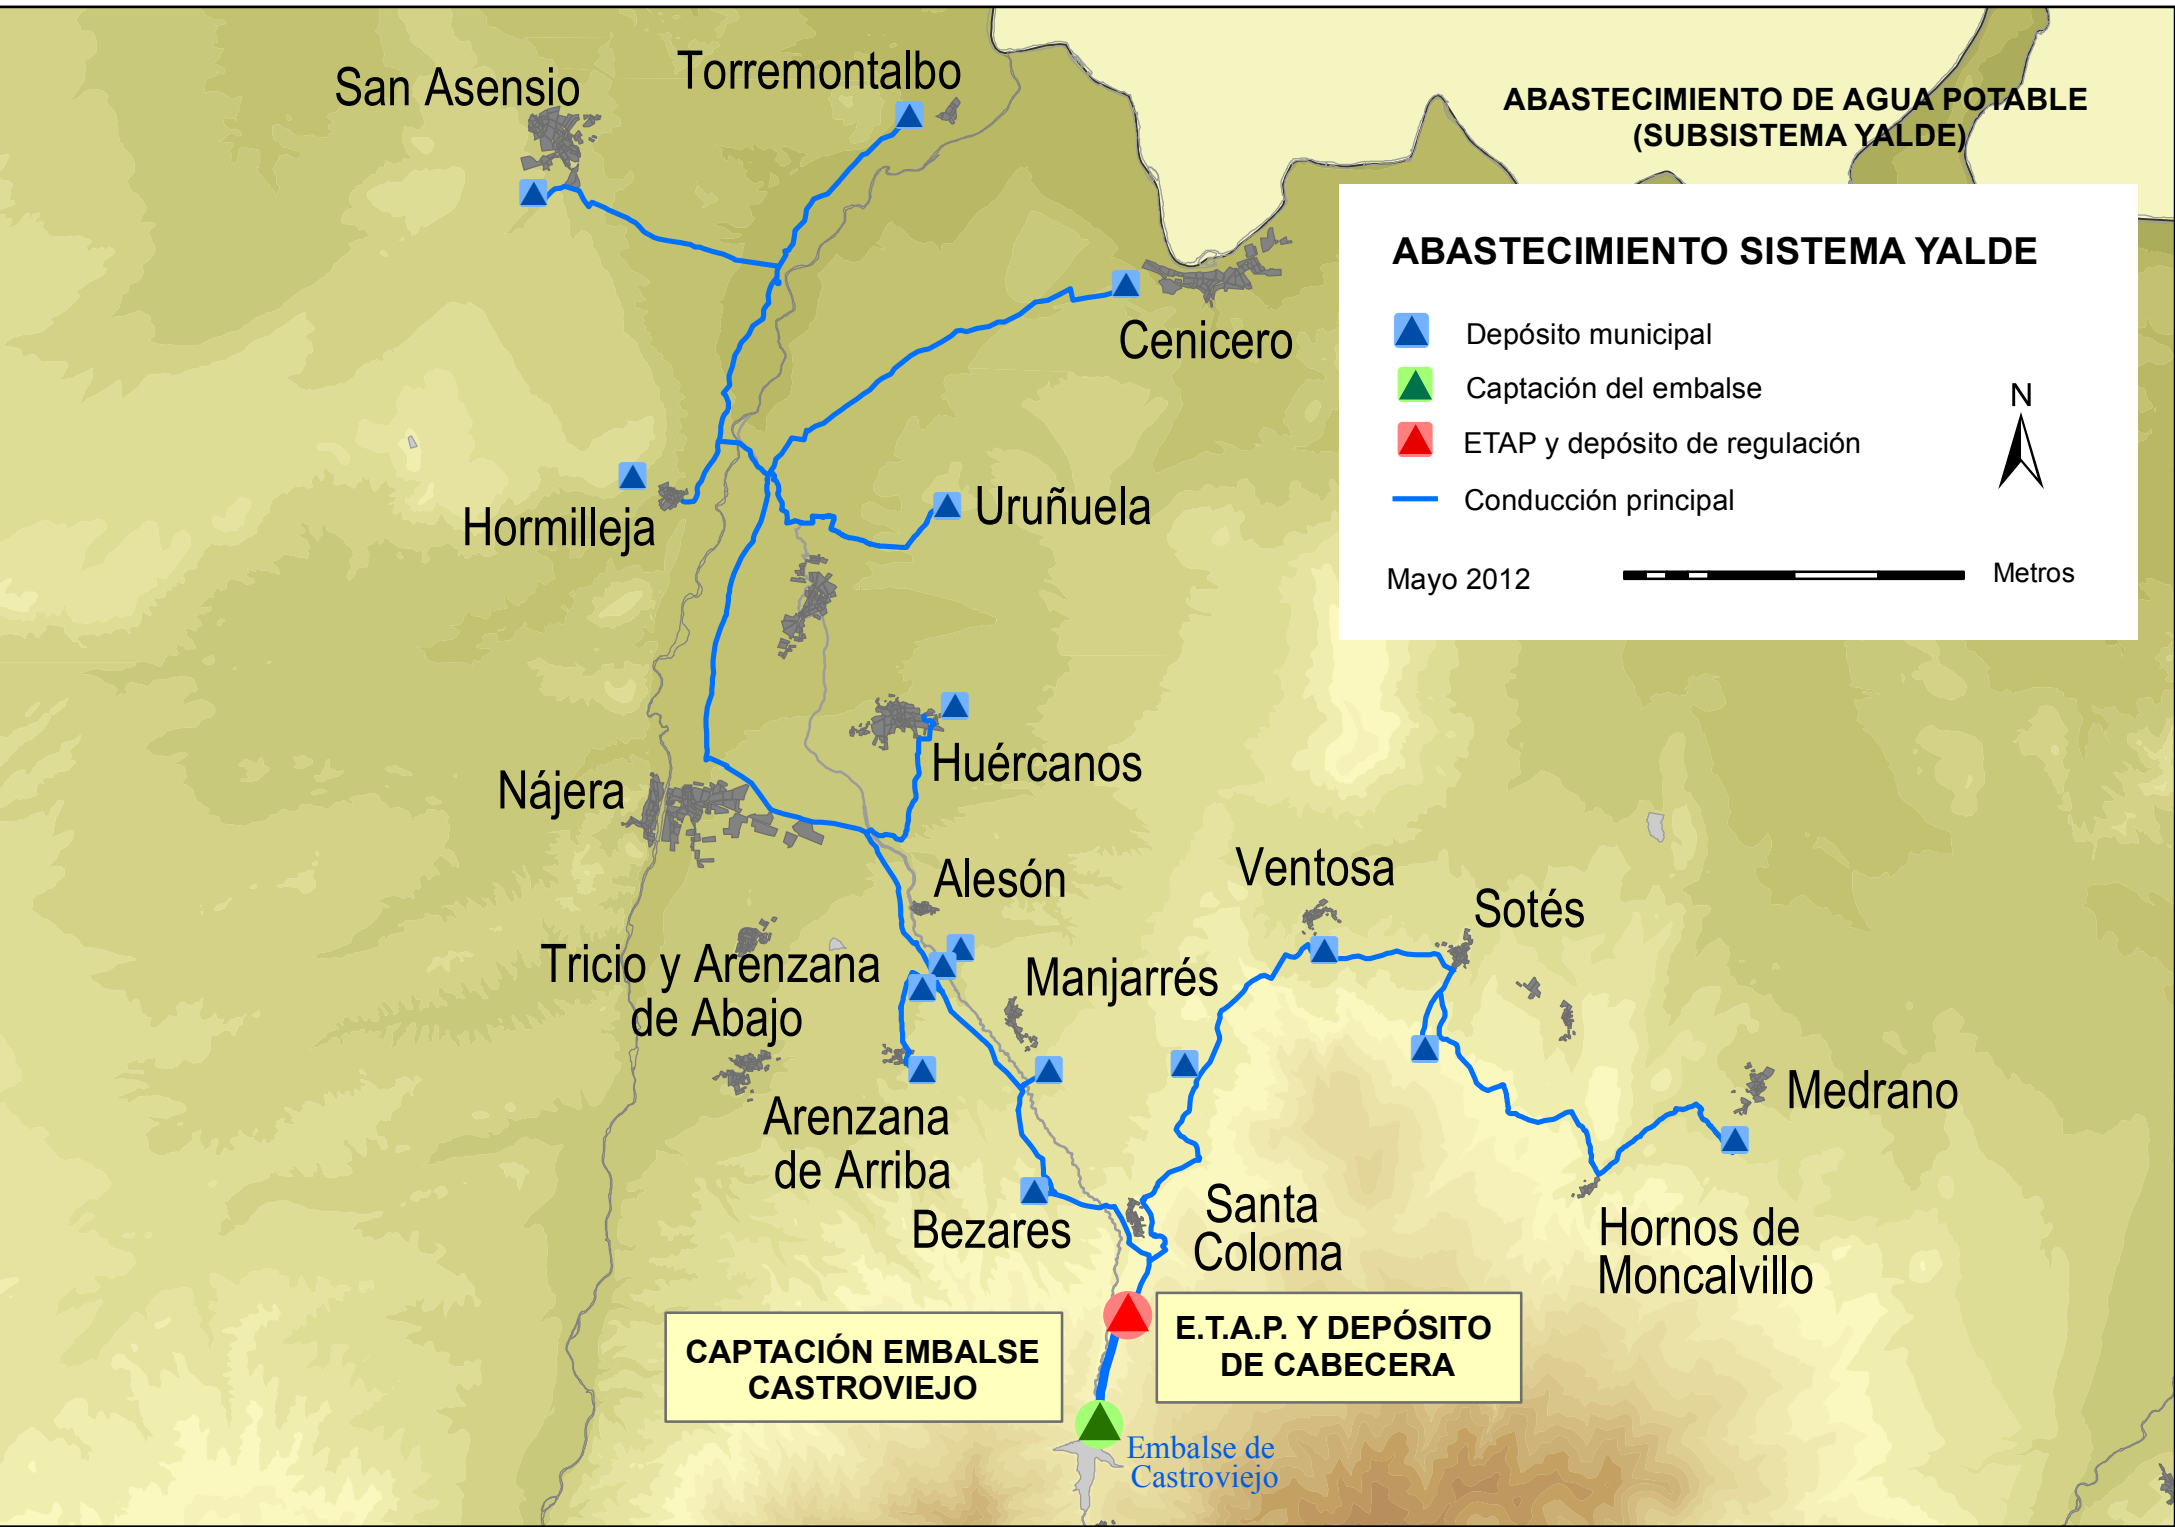 San Asensio
Torremontalbo
ABASTECIMIENTO DE AGUA POTABLE
(SUBSISTEMA YALDE)
ABASTECIMIENTO SISTEMA YALDE
Depósito municipal
Captación del embalse
ETAP y depósito de regulación
Conducción principal
N
Mayo 2012
Metros
Cenicero
Hormilleja
Uruñuela
Huércanos
Nájera
Alesón
Ventosa
Sotés
Tricio y Arenzana
de Abajo
Manjarrés
Medrano
Arenzana
de Arriba
Bezares
Santa
Coloma
Hornos de
Moncalvillo
CAPTACIÓN EMBALSE
CASTROVIEJO
E.T.A.P. Y DEPÓSITO
DE CABECERA
Embalse de
Castroviejo